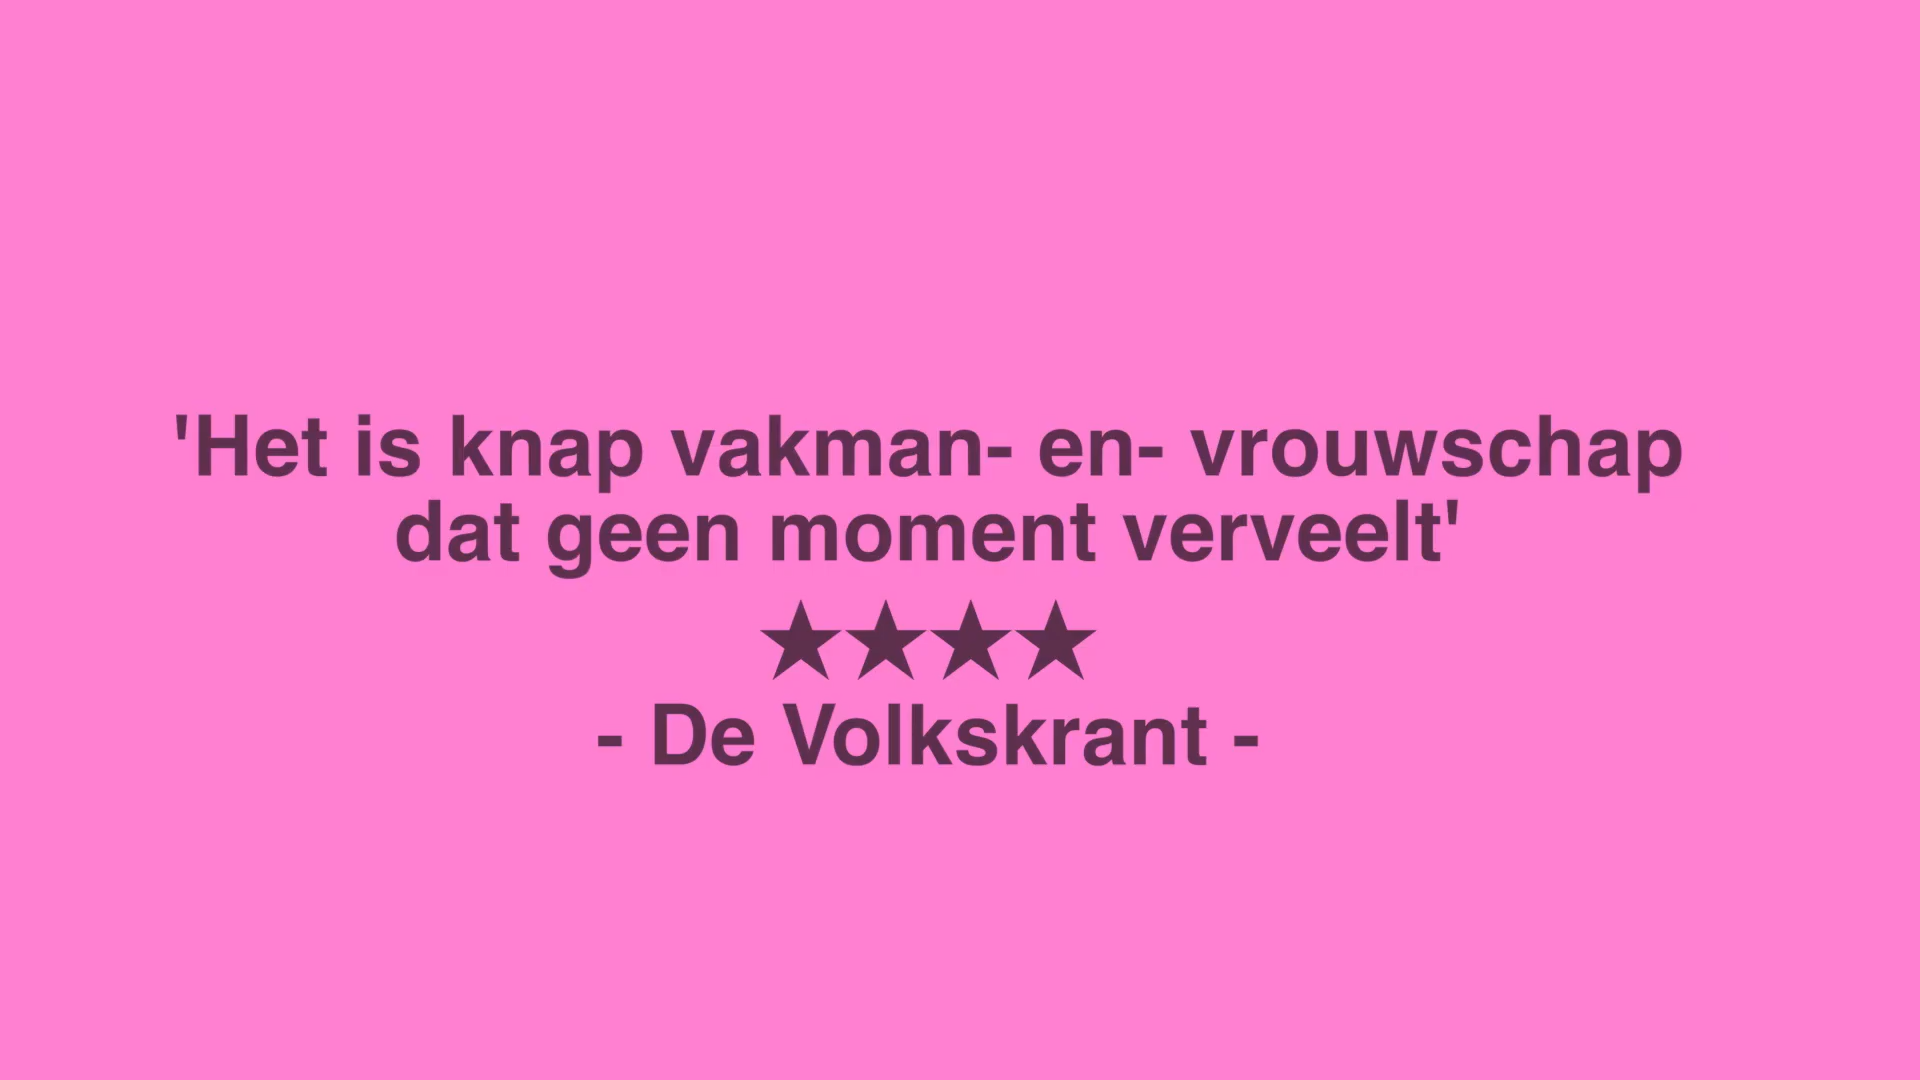 'Het is knap vakman- en- vrouwschap
dat geen moment verveelt'
★★★★
- De Volkskrant -